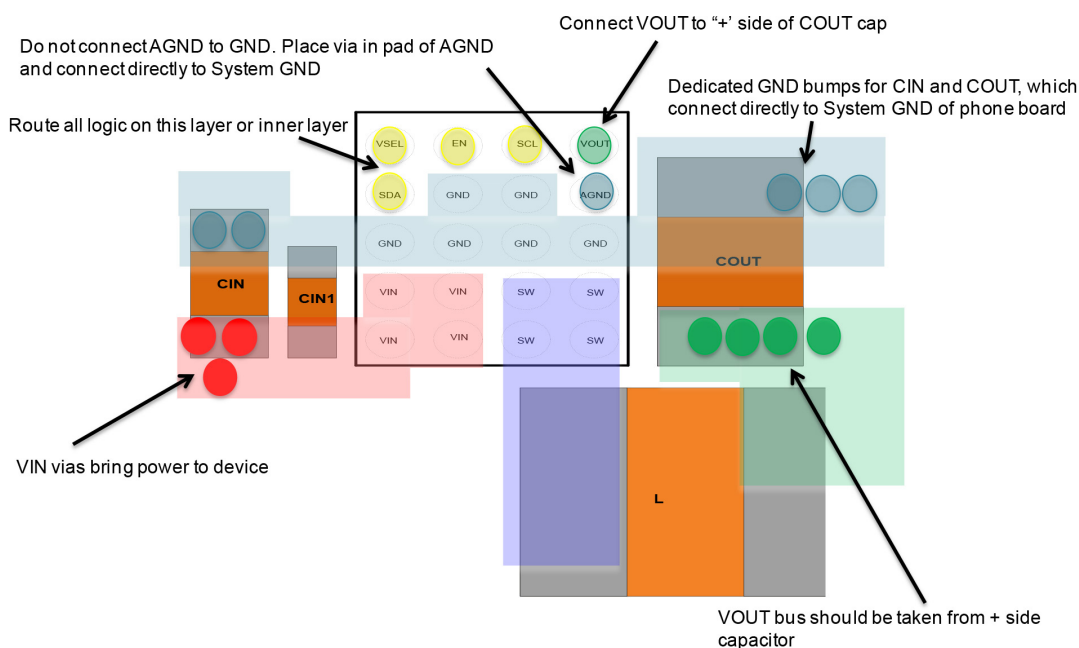 Connect VOUT to “+’ side of COUT cap
Do not connect AGND to GND. Place via in pad of AGND
and connect directly to System GND
Dedicated GND bumps for CIN and COUT, which
connect directly to System GND of phone board
Route all logic on this layer or inner layer
VSEL EN SCL VOUT
SDA GND GND AGND
GND GND GND GND
COUT
CIN
CIN1
VIN VIN SW SW
VIN VIN SW SW
VIN vias bring power to device
L
VOUT bus should be taken from + side
capacitor